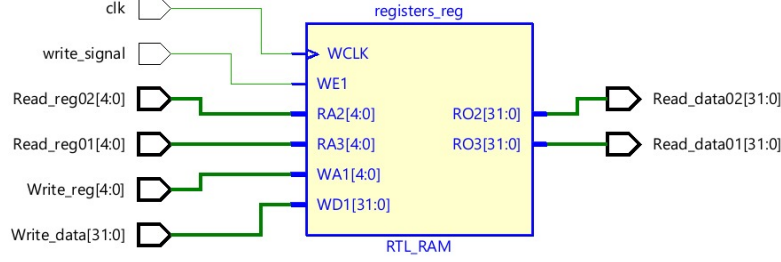 clk
registers_reg
write_signal
WCLK
WE1
Read_reg02[4:0]
RA2[4:0]
RO2[31:0]
Read_data02[31:0]
Read_reg01[4:0]
RA3[4:0]
RO3[31:0]
Read_data01[31:0]
Write_reg[4:0]
WA1[4:0]
Write_data[31:0]
WD1[31:0]
RTL_RAM